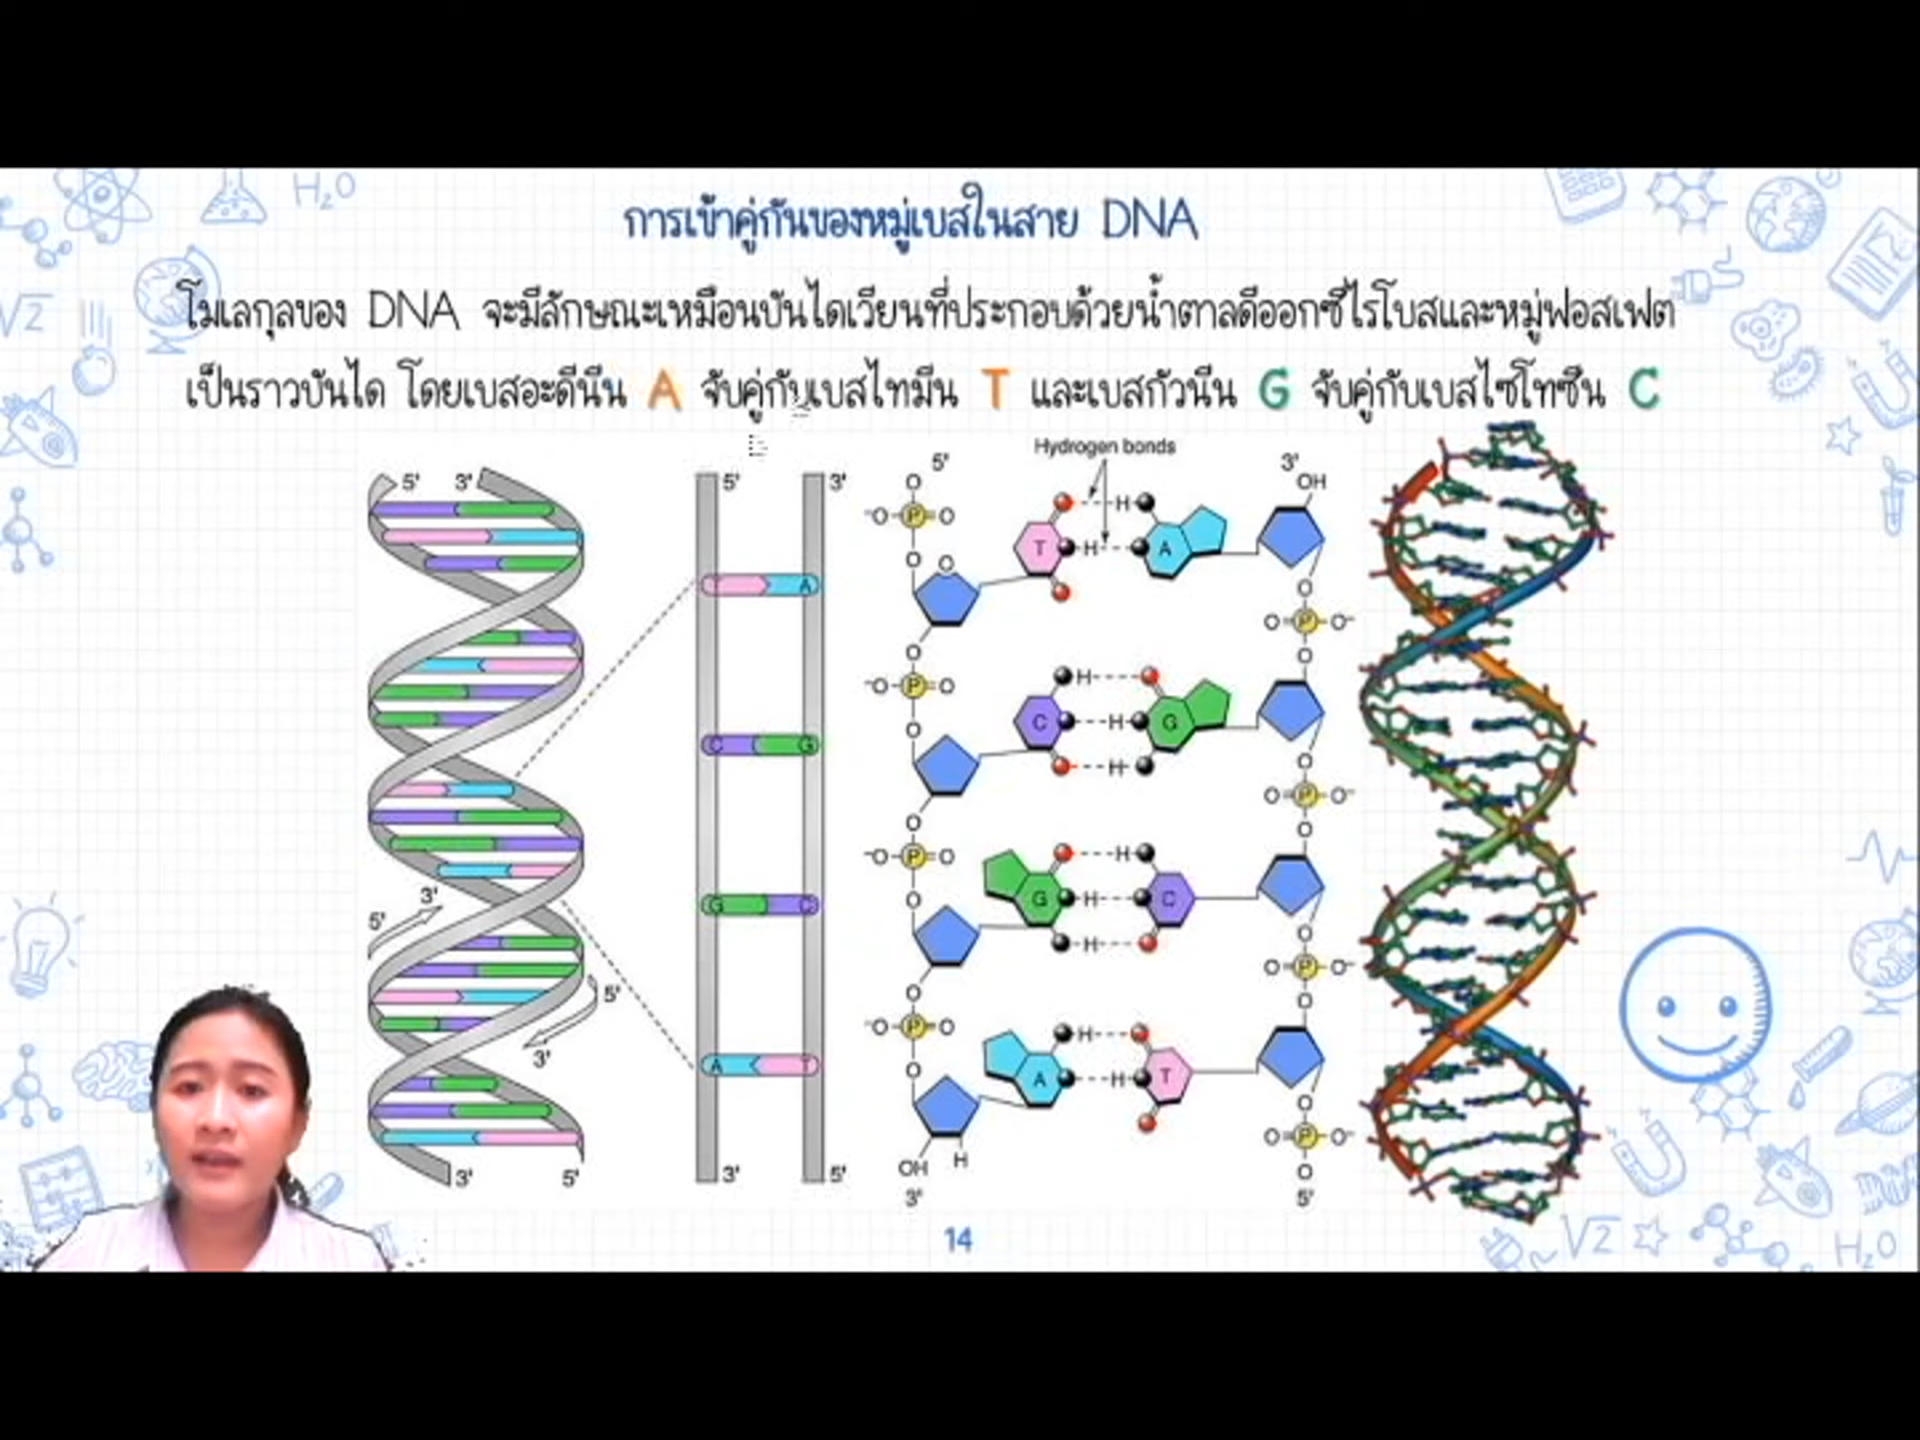 การเข้าคู่กันของหมู่เบสในสาย DNA
โมเลกุลของ DNA จะมีลักษณะเหมือนบันไดเวียนที่ประกอบด้วยน้ำตาลดีออกซีไรโบสและหมู่ฟอสเฟต
เป็นราวบันได โดยเบสอะดีนีน A จับคู่กับเบสไทมีน T และเบสกัวนีน G จับคู่กับเบสไซโทซีน C
Hydrogen bonds
5' 3' 5' 3' 5' 3'
O OH
⁻O P O H
T H A
O O O
O P O⁻
O O
⁻O P O H
C H G
O H
O P O⁻
O O
⁻O P O H
G H C
3' 5' O H
5' O P O⁻
3' O O
⁻O P O H
A T A H T
O O
O P O⁻
OH H O
3' 5' 3' 5' 3' 5'
14
H₂O
√2
√2
H₂O